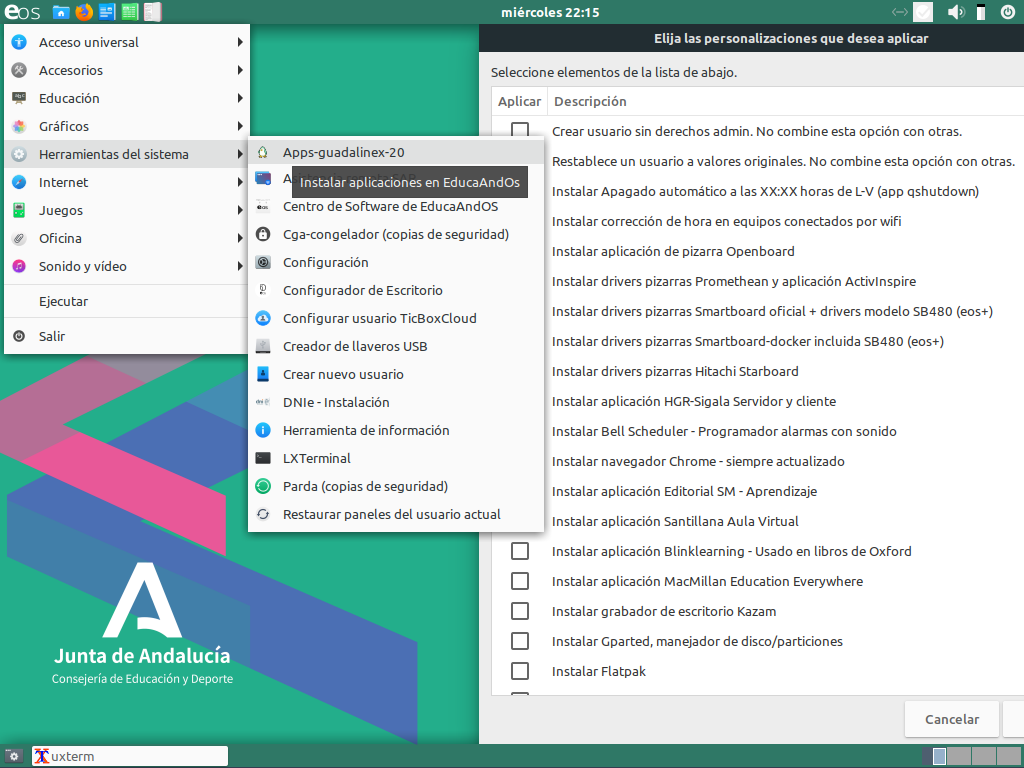 eos
miércoles 22:15
Acceso universal
Accesorios
Educación
Gráficos
Herramientas del sistema
Internet
Juegos
Oficina
Sonido y vídeo
Ejecutar
Salir
Apps-guadalinex-20
Instalar aplicaciones en EducaAndOs
Centro de Software de EducaAndOS
Cga-congelador (copias de seguridad)
Configuración
Configurador de Escritorio
Configurar usuario TicBoxCloud
Creador de llaveros USB
Crear nuevo usuario
DNIe - Instalación
Herramienta de información
LXTerminal
Parda (copias de seguridad)
Restaurar paneles del usuario actual
Elija las personalizaciones que desea aplicar
Seleccione elementos de la lista de abajo.
Aplicar Descripción
Crear usuario sin derechos admin. No combine esta opción con otras.
Restablece un usuario a valores originales. No combine esta opción con otras.
Instalar Apagado automático a las XX:XX horas de L-V (app qshutdown)
Instalar corrección de hora en equipos conectados por wifi
Instalar aplicación de pizarra Openboard
Instalar drivers pizarras Promethean y aplicación ActivInspire
Instalar drivers pizarras Smartboard oficial + drivers modelo SB480 (eos+)
Instalar drivers pizarras Smartboard-docker incluida SB480 (eos+)
Instalar drivers pizarras Hitachi Starboard
Instalar aplicación HGR-Sigala Servidor y cliente
Instalar Bell Scheduler - Programador alarmas con sonido
Instalar navegador Chrome - siempre actualizado
Instalar aplicación Editorial SM - Aprendizaje
Instalar aplicación Santillana Aula Virtual
Instalar aplicación Blinklearning - Usado en libros de Oxford
Instalar aplicación MacMillan Education Everywhere
Instalar grabador de escritorio Kazam
Instalar Gparted, manejador de disco/particiones
Instalar Flatpak
Cancelar
Junta de Andalucía
Consejería de Educación y Deporte
uxterm